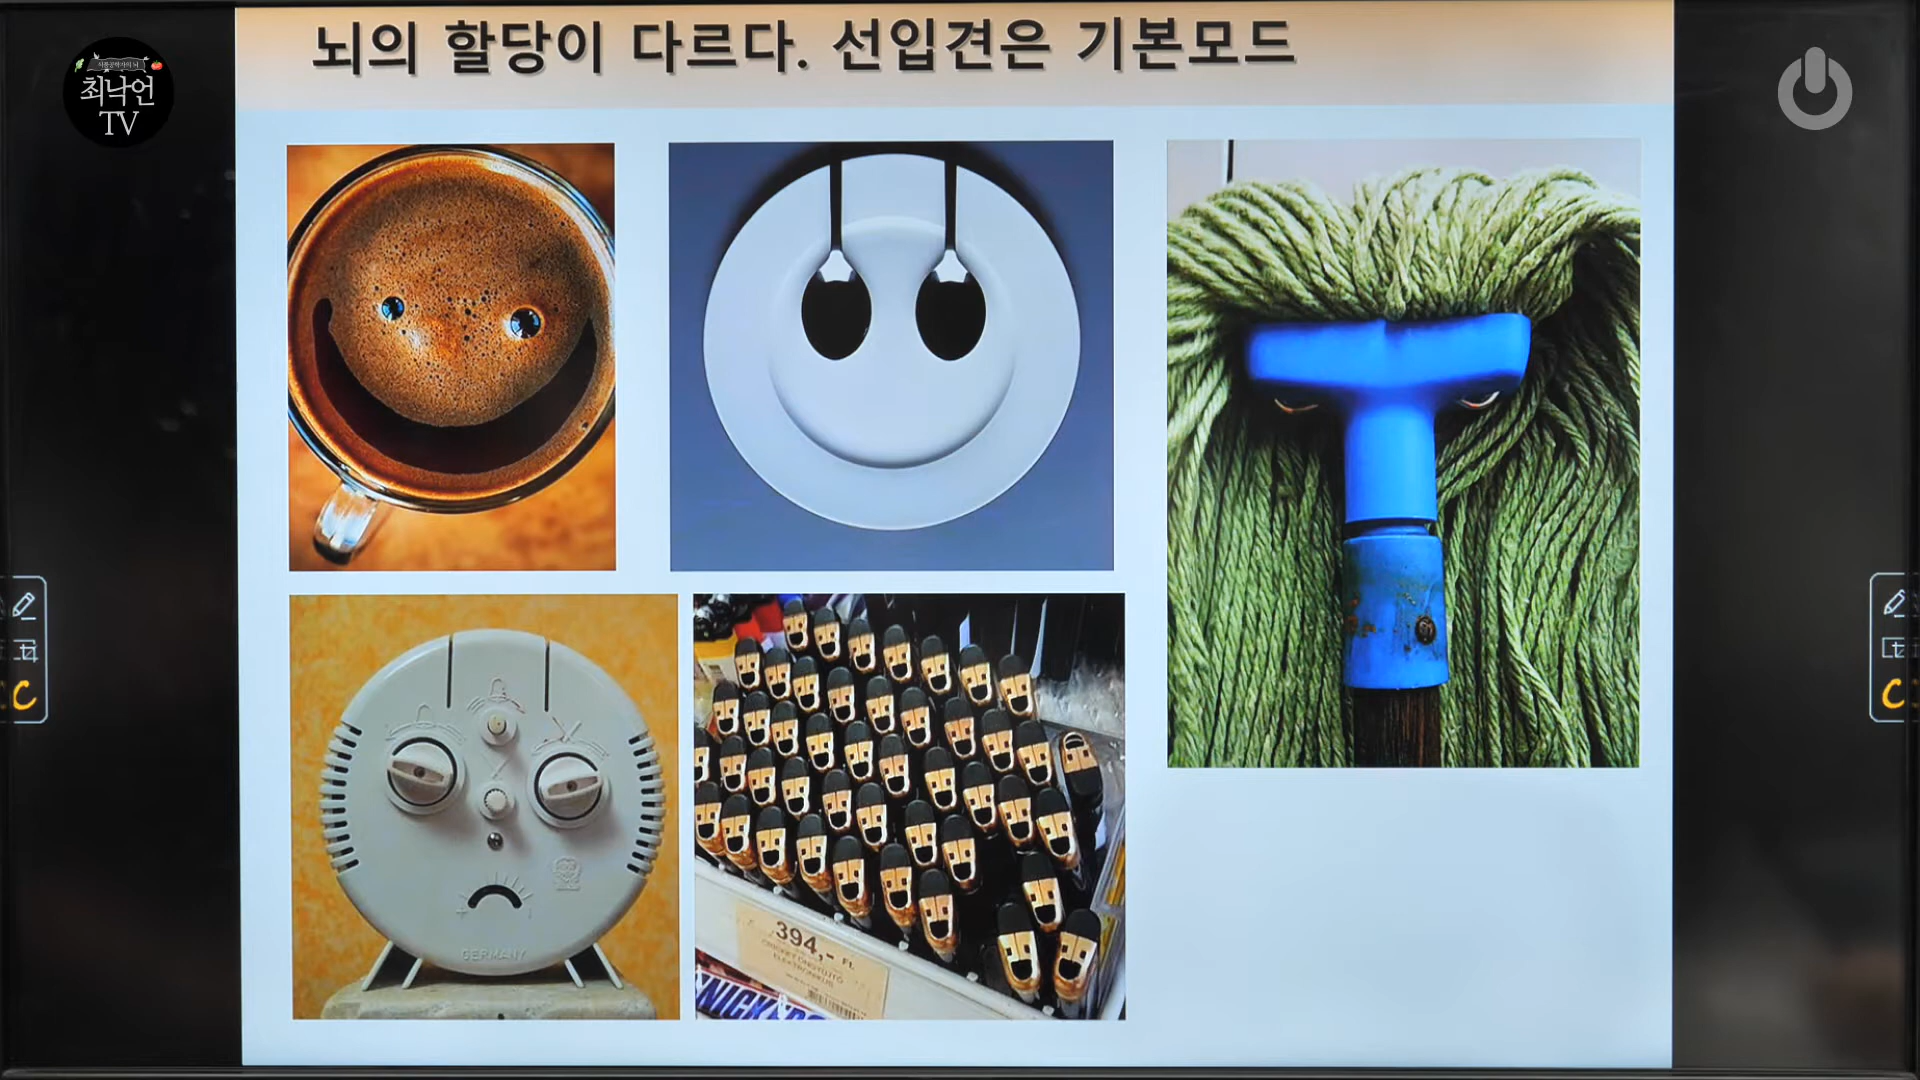 뇌의 할당이 다르다. 선입견은 기본모드
최낙언
TV
GERMANY
394,- Ft.